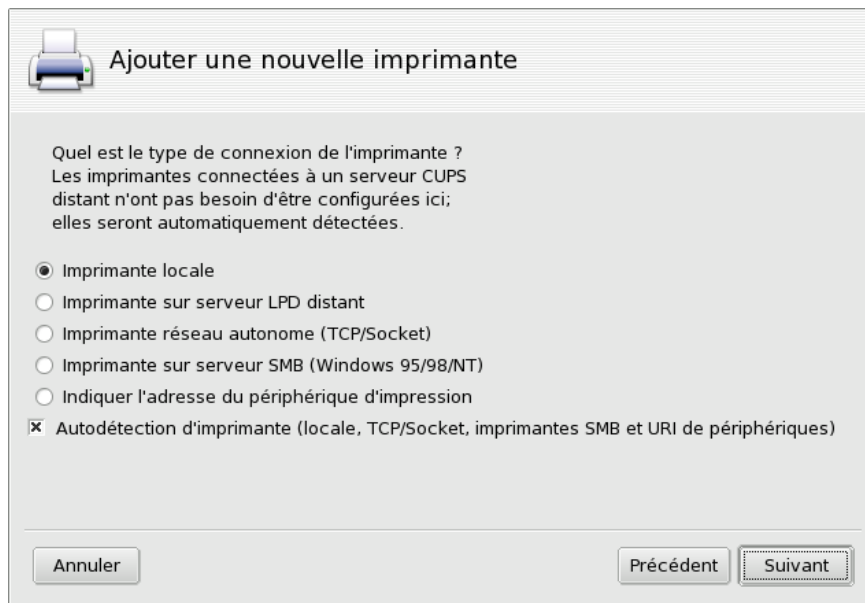 Ajouter une nouvelle imprimante
Quel est le type de connexion de l'imprimante ?
Les imprimantes connectées à un serveur CUPS
distant n'ont pas besoin d'être configurées ici;
elles seront automatiquement détectées.
Imprimante locale
Imprimante sur serveur LPD distant
Imprimante réseau autonome (TCP/Socket)
Imprimante sur serveur SMB (Windows 95/98/NT)
Indiquer l'adresse du périphérique d'impression
Autodétection d'imprimante (locale, TCP/Socket, imprimantes SMB et URI de périphériques)
Annuler
Précédent
Suivant